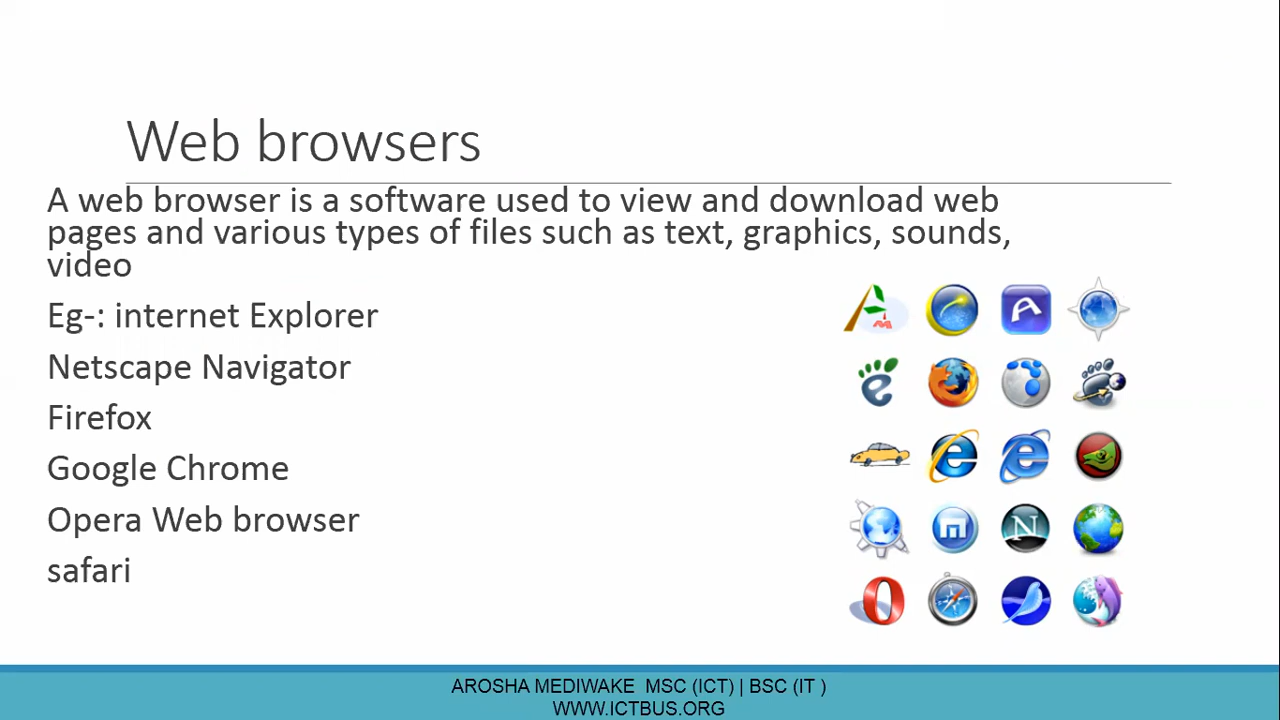 Web browsers
A web browser is a software used to view and download web
pages and various types of files such as text, graphics, sounds,
video
Eg-: internet Explorer
Netscape Navigator
Firefox
Google Chrome
Opera Web browser
safari
AROSHA MEDIWAKE  MSC (ICT) | BSC (IT )
WWW.ICTBUS.ORG